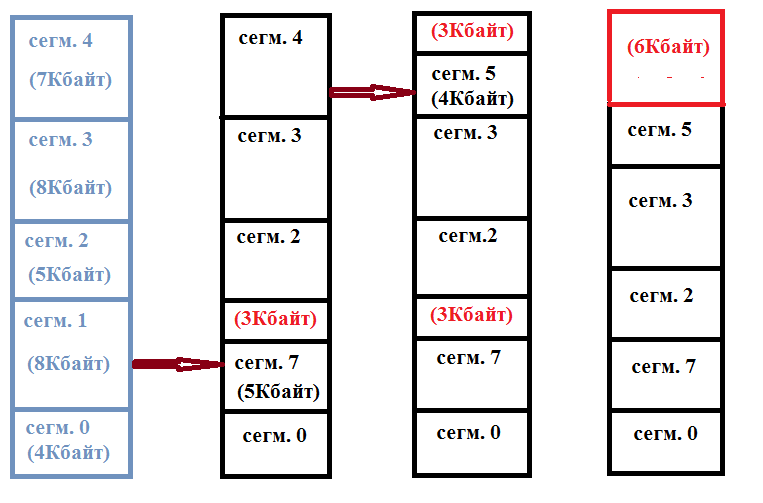 сегм. 4
(7Кбайт)
сегм. 3
(8Кбайт)
сегм. 2
(5Кбайт)
сегм. 1
(8Кбайт)
сегм. 0
(4Кбайт)
сегм. 4
сегм. 3
сегм. 2
(3Кбайт)
сегм. 7
(5Кбайт)
сегм. 0
(3Кбайт)
сегм. 5
(4Кбайт)
сегм. 3
сегм.2
(3Кбайт)
сегм. 7
сегм. 0
(6Кбайт)
сегм. 5
сегм. 3
сегм. 2
сегм. 7
сегм. 0